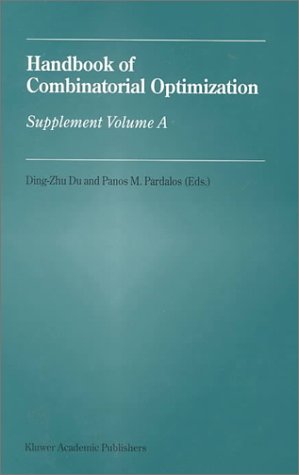 Handbook of
Combinatorial Optimization
Supplement Volume A
Ding-Zhu Du and Panos M. Pardalos (Eds.)
Kluwer Academic Publishers